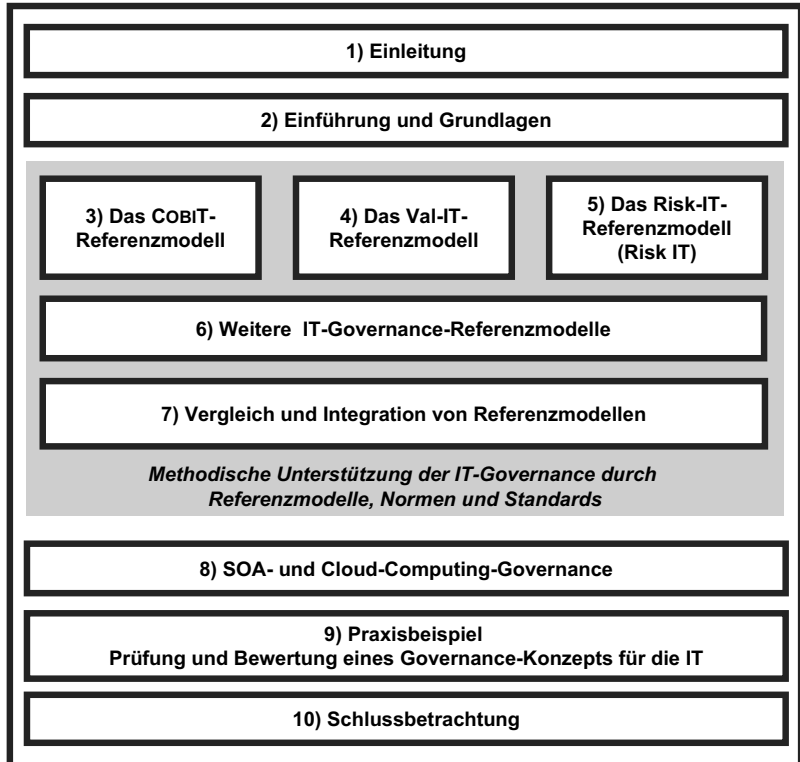 1) Einleitung
2) Einführung und Grundlagen
3) Das COBIT-
Referenzmodell
4) Das Val-IT-
Referenzmodell
5) Das Risk-IT-
Referenzmodell
(Risk IT)
6) Weitere IT-Governance-Referenzmodelle
7) Vergleich und Integration von Referenzmodellen
Methodische Unterstützung der IT-Governance durch
Referenzmodelle, Normen und Standards
8) SOA- und Cloud-Computing-Governance
9) Praxisbeispiel
Prüfung und Bewertung eines Governance-Konzepts für die IT
10) Schlussbetrachtung